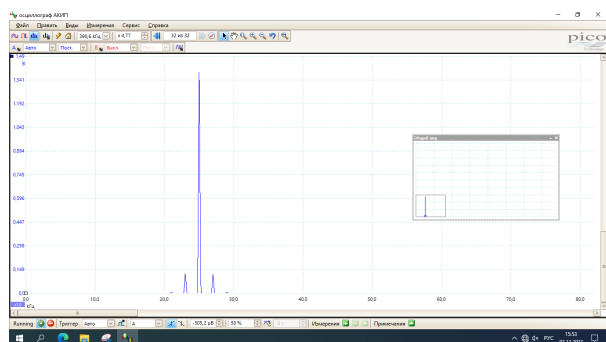 осциллограф АКИП
Файл Править Виды Измерения Сервис Справка
390,6 кГц x 4,77 32 из 32
pico
A Авто Пост. B Выкл
1,49
В
1,341
1,192
1,043
0,894
0,745
0,596
0,447
0,298
0,149
0,0
0,0 10,0 20,0 30,0 40,0 50,0 60,0 70,0 80,0
кГц
Общий вид
Running Триггер Авто A -305,2 µВ 50 % Измерения Примечания
РУС 15:53